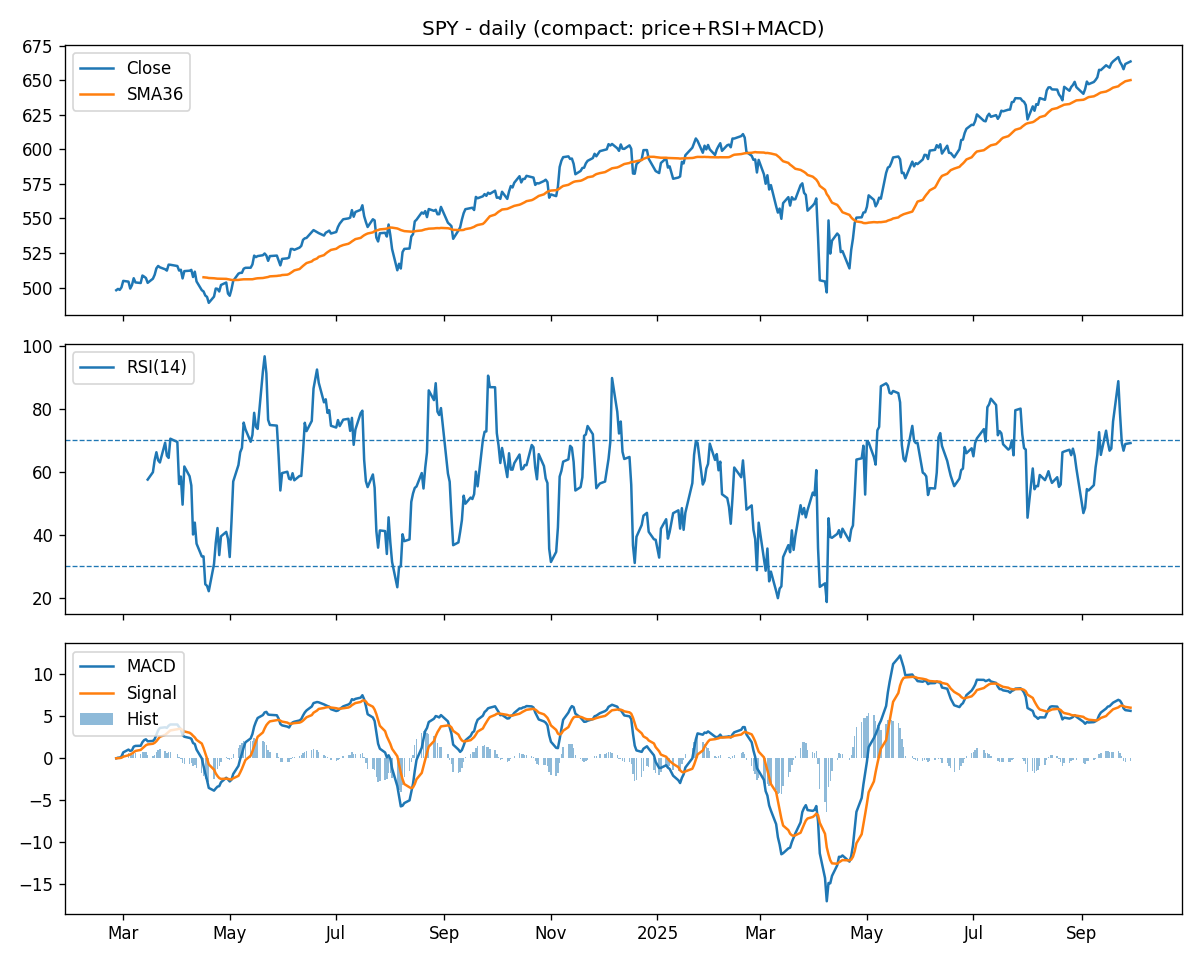 SPY - daily (compact: price+RSI+MACD)
675
650
625
600
575
550
525
500
Close
SMA36
100
80
60
40
20
RSI(14)
10
5
0
−5
−10
−15
MACD
Signal
Hist
Mar May Jul Sep Nov 2025 Mar May Jul Sep